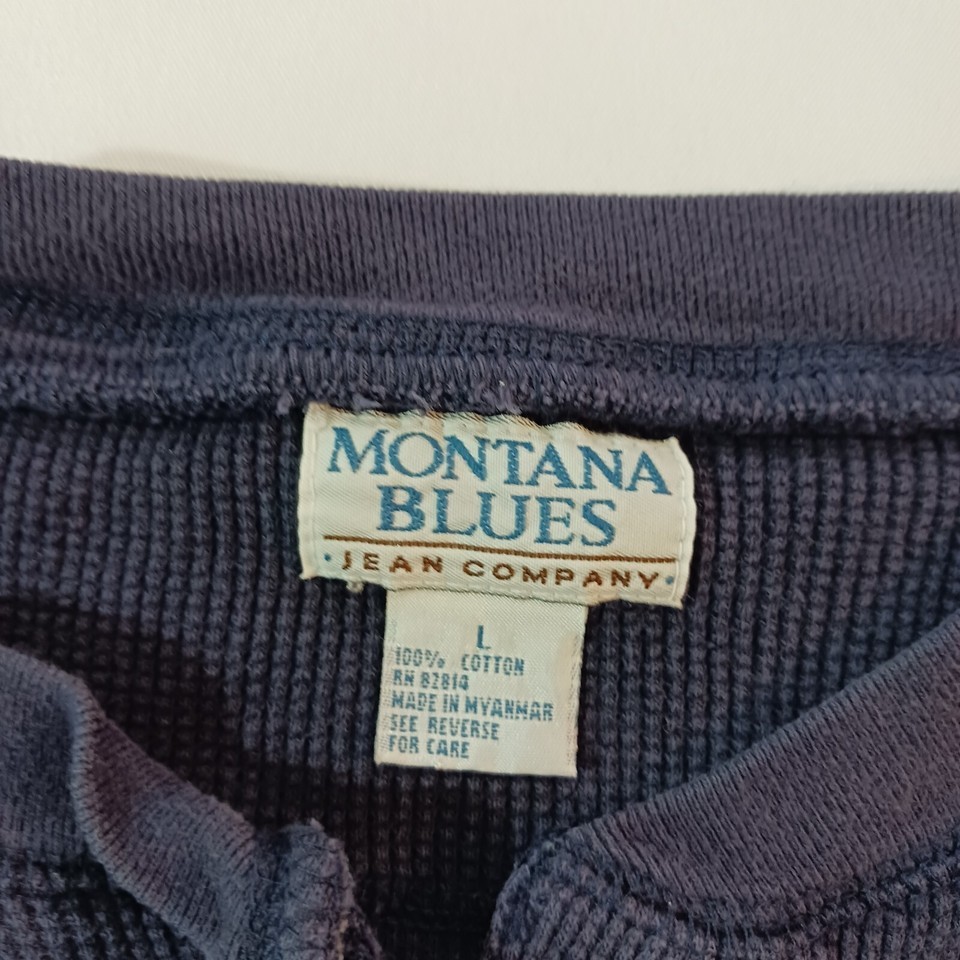 MONTANA
BLUES
· JEAN COMPANY ·
L
100% COTTON
RN 82814
MADE IN MYANMAR
SEE REVERSE
FOR CARE